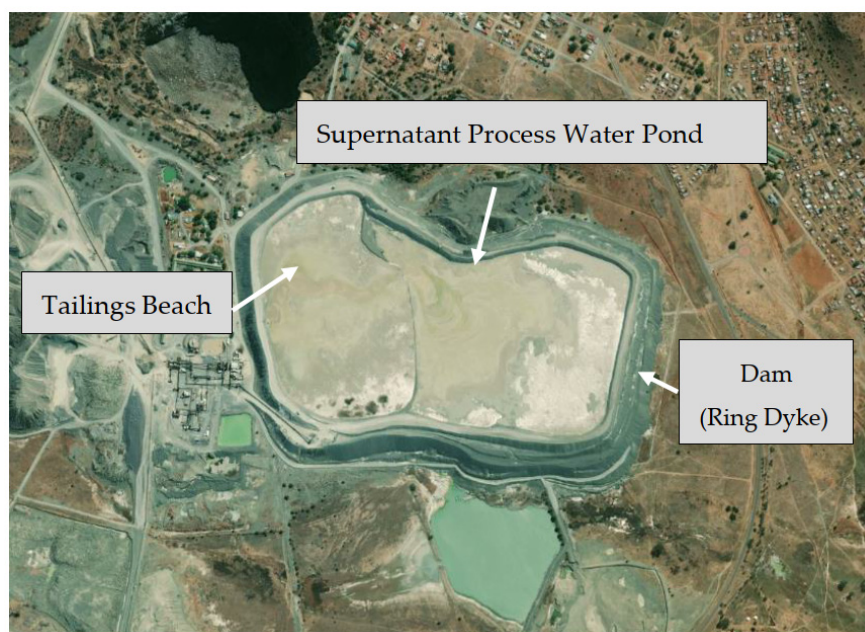 Supernatant Process Water Pond
Tailings Beach
Dam
(Ring Dyke)